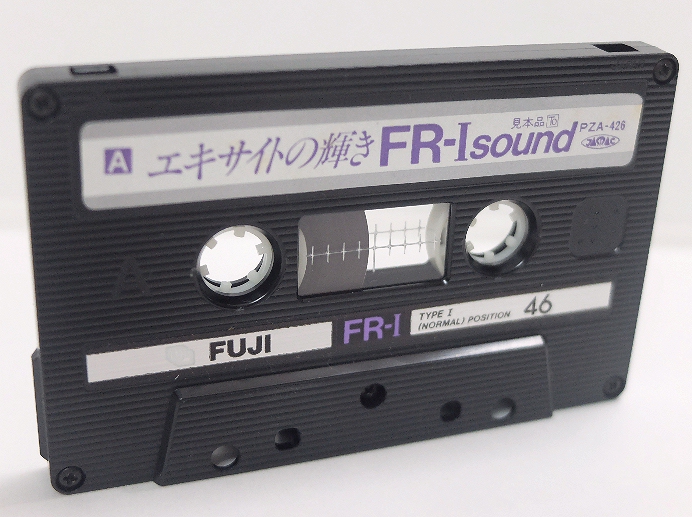 見本品 PZA-426
A エキサイトの輝き FR-I sound
A
FUJI FR-I TYPE I
(NORMAL) POSITION 46